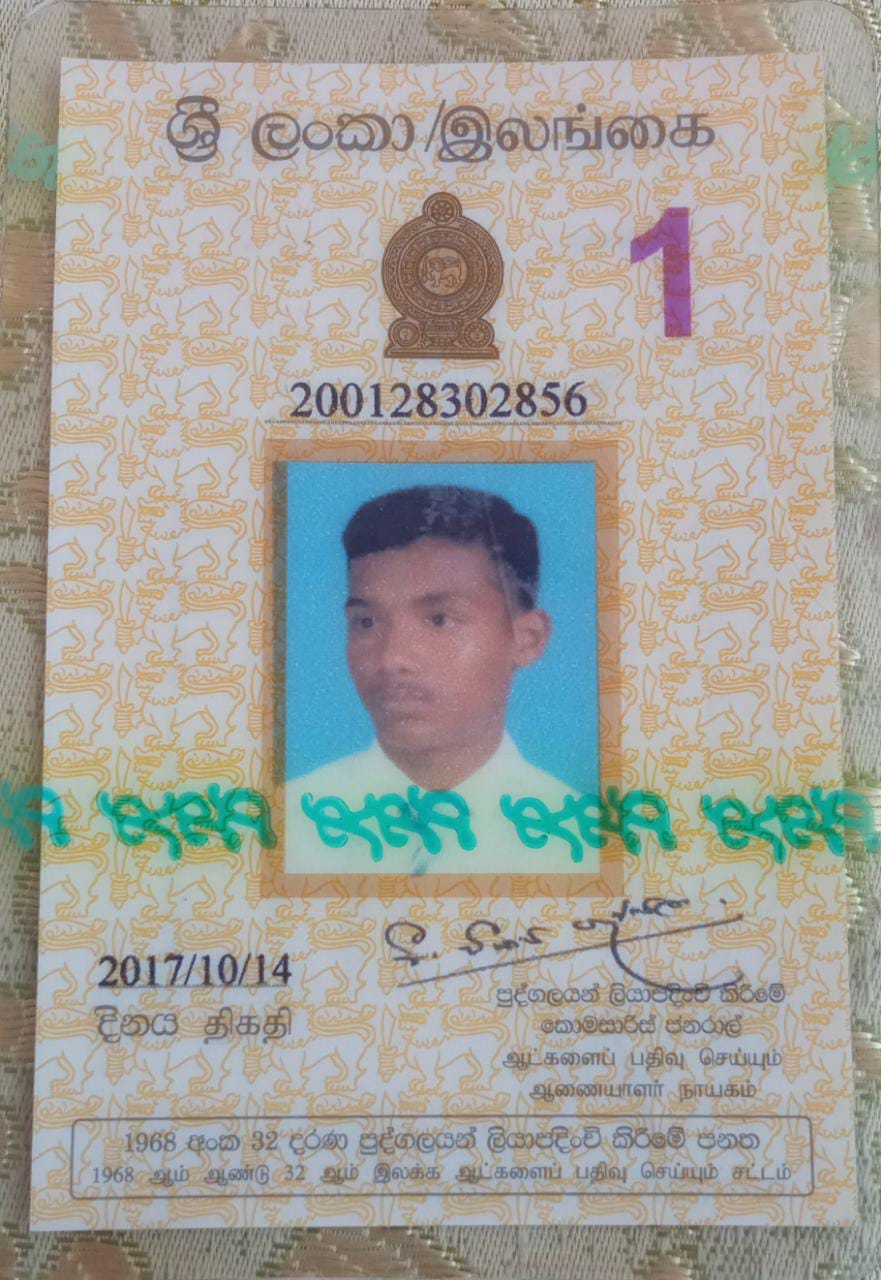 ශ්‍රී ලංකා/இலங்கை
1
200128302856
2017/10/14
දිනය திகதி
පුද්ගලයන් ලියාපදිංචි කිරීමේ
කොමසාරිස් ජනරාල්
ஆட்களைப் பதிவு செய்யும்
ஆணையாளர் நாயகம்
1968 අංක 32 දරණ පුද්ගලයන් ලියාපදිංචි කිරීමේ පනත
1968 ஆம் ஆண்டு 32 ஆம் இலக்க ஆட்களைப் பதிவு செய்யும் சட்டம்